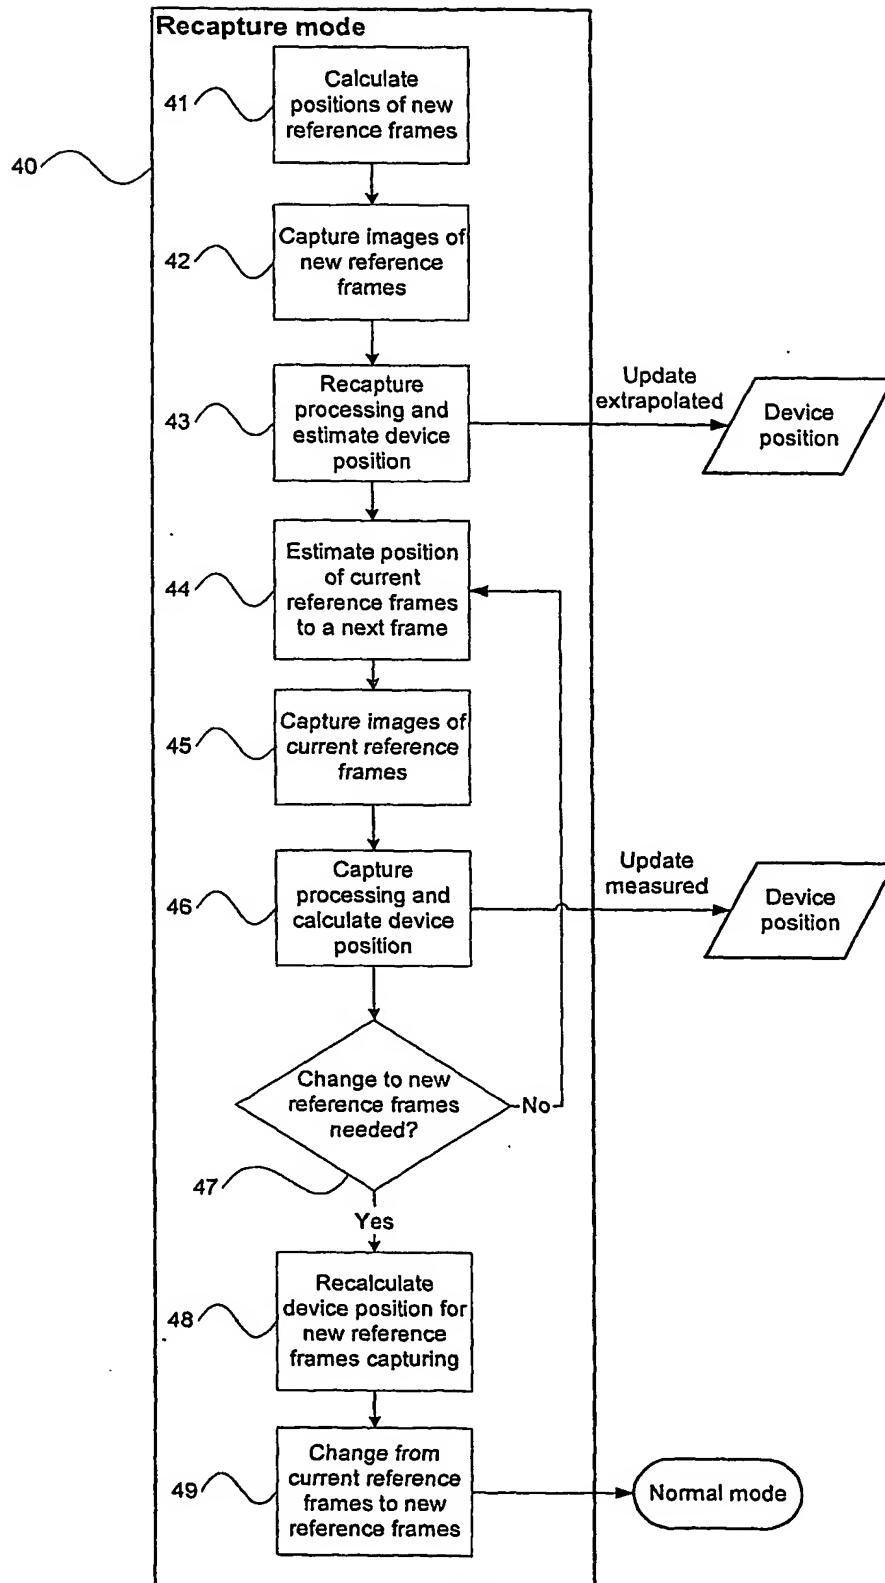 Recapture mode
41
Calculate
positions of new
reference frames
40
42
Capture images of
new reference
frames
43
Recapture
processing and
estimate device
position
Update
extrapolated
Device
position
44
Estimate position
of current
reference frames
to a next frame
45
Capture images of
current reference
frames
46
Capture
processing and
calculate device
position
Update
measured
Device
position
Change to new
reference frames
needed?
No
47
Yes
48
Recalculate
device position for
new reference
frames capturing
49
Change from
current reference
frames to new
reference frames
Normal mode